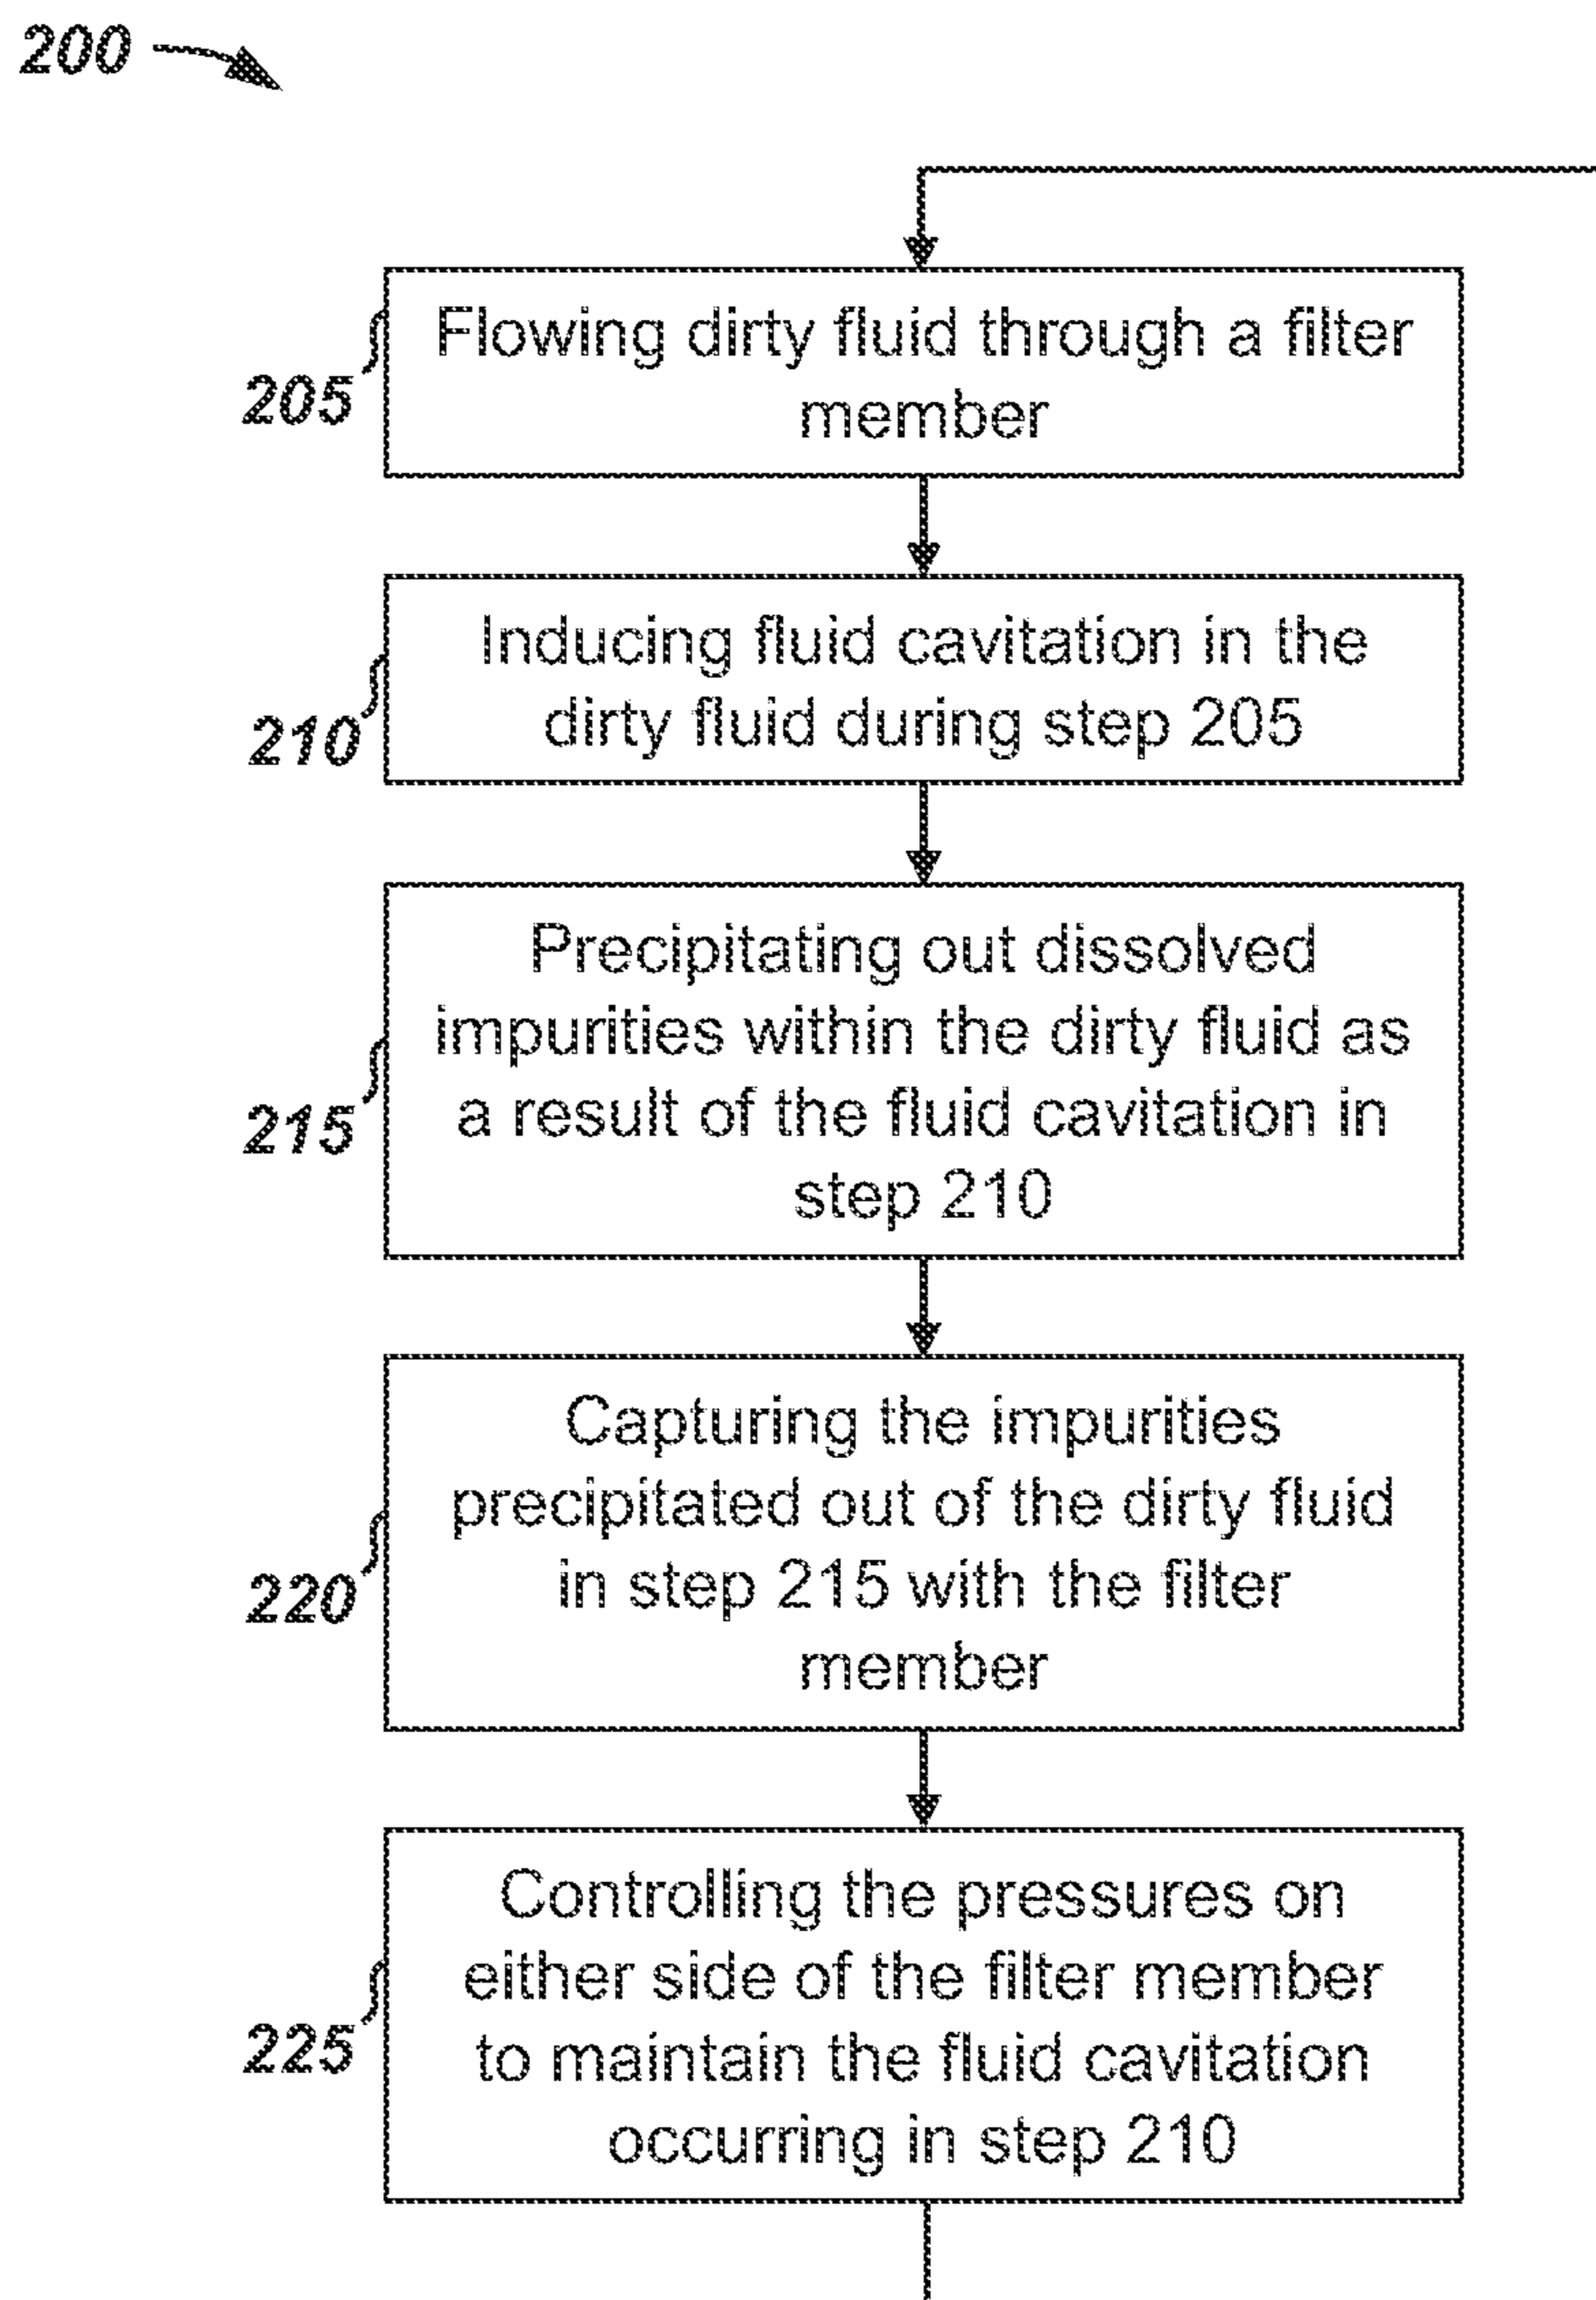 200
Flowing dirty fluid through a filter
member
205
Inducing fluid cavitation in the
dirty fluid during step 205
210
Precipitating out dissolved
impurities within the dirty fluid as
a result of the fluid cavitation in
step 210
215
Capturing the impurities
precipitated out of the dirty fluid
in step 215 with the filter
member
220
Controlling the pressures on
either side of the filter member
to maintain the fluid cavitation
occurring in step 210
225